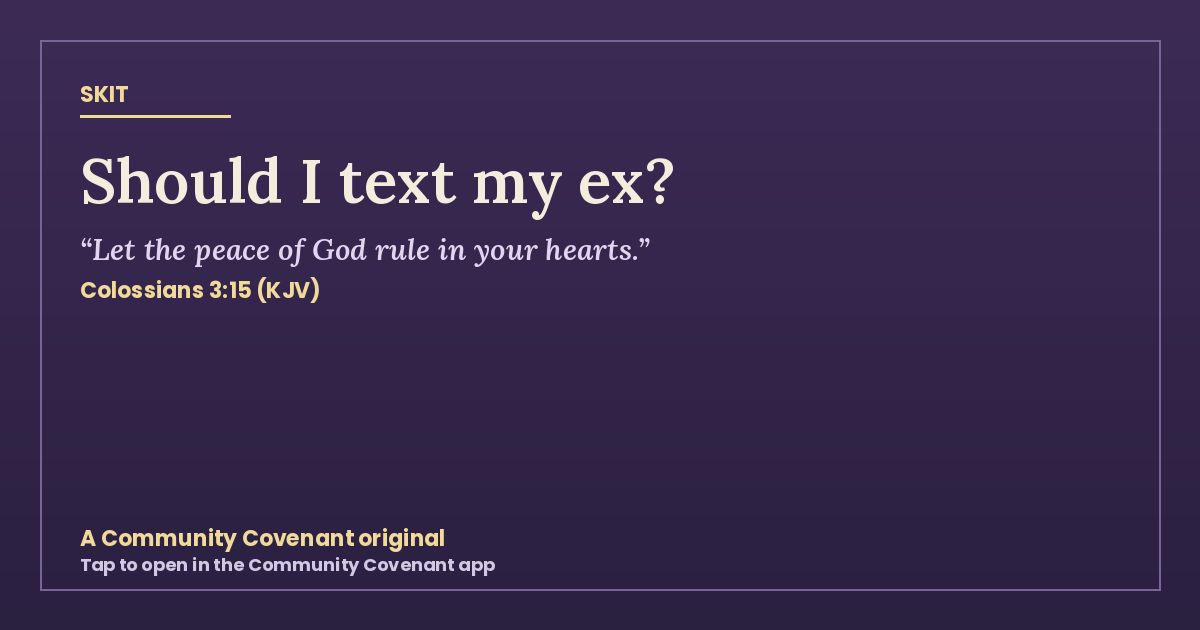 SKIT
Should I text my ex?
“Let the peace of God rule in your hearts.”
Colossians 3:15 (KJV)
A Community Covenant original
Tap to open in the Community Covenant app